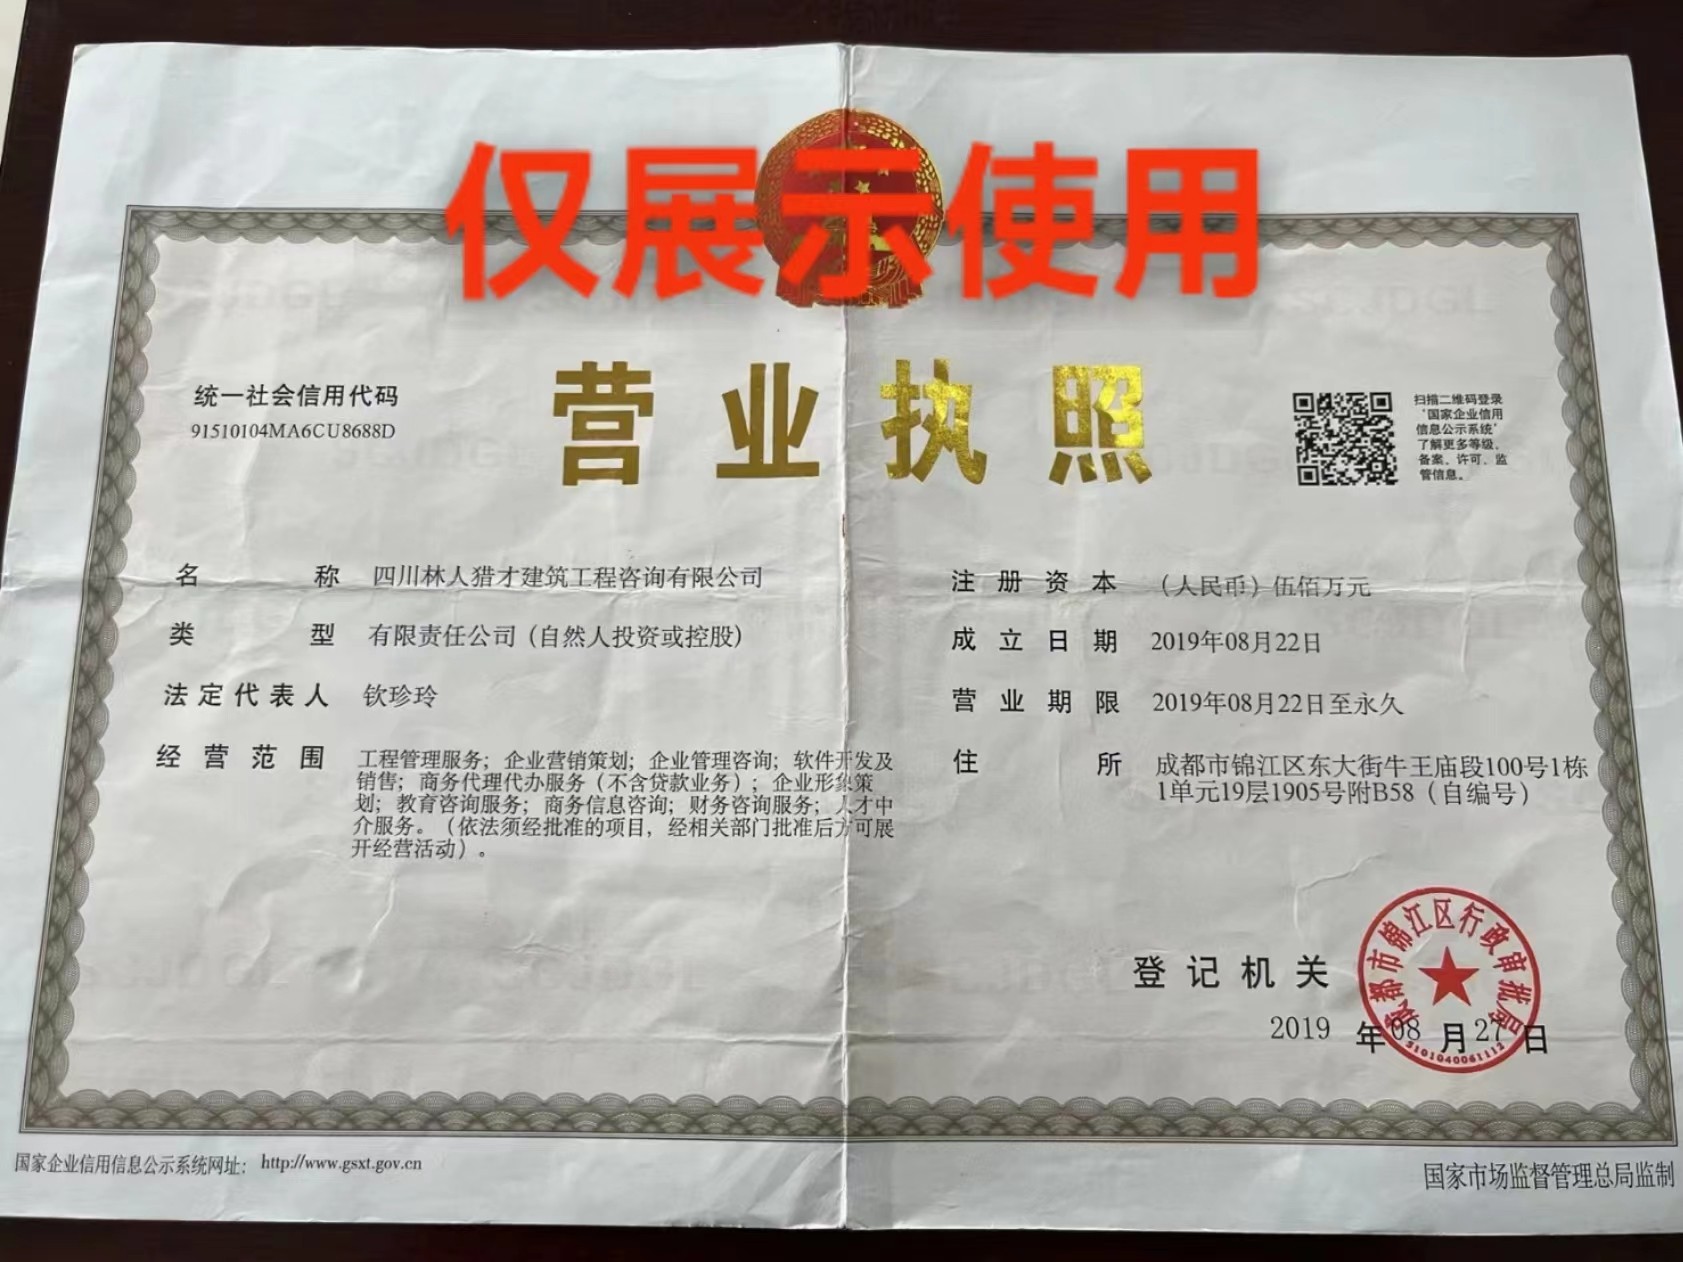 仅展示使用
营业执照
统一社会信用代码
91510104MA6CU8688D
扫描二维码登录
‘国家企业信用
信息公示系统’
了解更多等级、
备案、许可、监
管信息。
名称 四川林人猎才建筑工程咨询有限公司
类型 有限责任公司（自然人投资或控股）
法定代表人 钦珍玲
经营范围 工程管理服务；企业营销策划；企业管理咨询；软件开发及
销售；商务代理代办服务（不含贷款业务）；企业形象策
划；教育咨询服务；商务信息咨询；财务咨询服务；人才中
介服务。（依法须经批准的项目，经相关部门批准后方可展
开经营活动）。
注册资本 （人民币）伍佰万元
成立日期 2019年08月22日
营业期限 2019年08月22日至永久
住所 成都市锦江区东大街牛王庙段100号1栋
1单元19层1905号附B58（自编号）
登记机关
成都市锦江区行政审批局
5101040061112
2019 年 08 月 27 日
国家企业信用信息公示系统网址：http://www.gsxt.gov.cn
国家市场监督管理总局监制